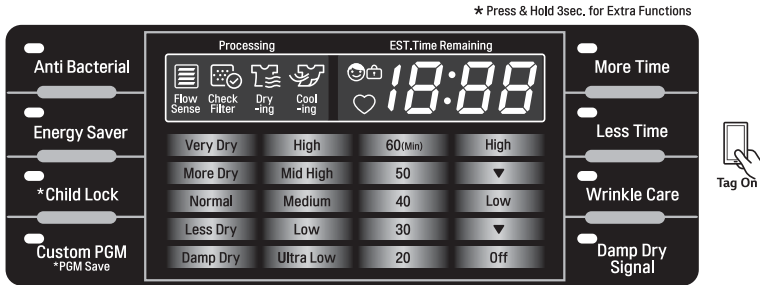 * Press & Hold 3sec. for Extra Functions
Processing EST.Time Remaining
Anti Bacterial
Energy Saver
*Child Lock
Custom PGM
*PGM Save
Flow Sense
Check Filter
Dry -ing
Cool -ing
18:88
Very Dry High 60(Min) High
More Dry Mid High 50 ▼
Normal Medium 40 Low
Less Dry Low 30 ▼
Damp Dry Ultra Low 20 Off
More Time
Less Time
Wrinkle Care
Damp Dry
Signal
Tag On